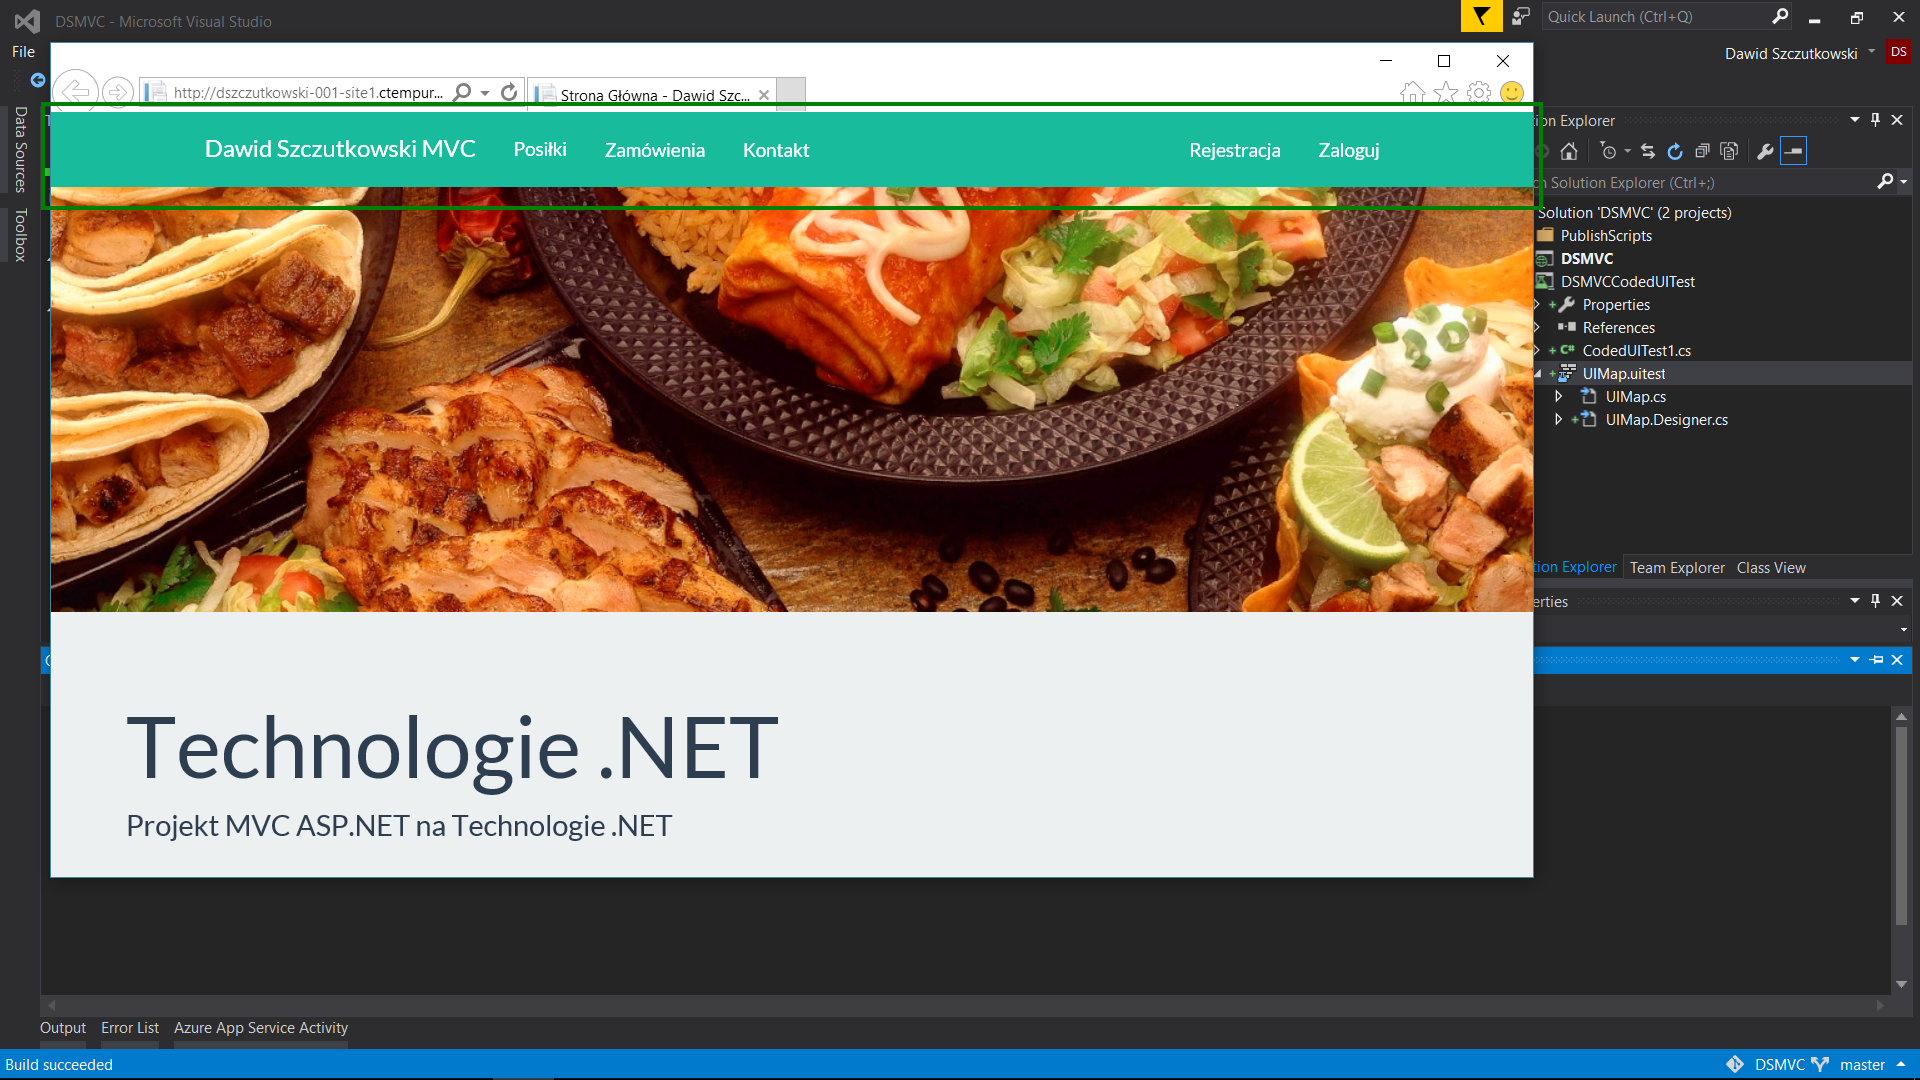 DSMVC - Microsoft Visual Studio
Quick Launch (Ctrl+Q)
File
Dawid Szczutkowski
DS
http://dszczutkowski-001-site1.ctempur...
Strona Główna - Dawid Szc...
Data Sources
Toolbox
Dawid Szczutkowski MVC
Posiłki
Zamówienia
Kontakt
Rejestracja
Zaloguj
Technologie .NET
Projekt MVC ASP.NET na Technologie .NET
Explorer
Solution Explorer (Ctrl+;)
Solution 'DSMVC' (2 projects)
PublishScripts
DSMVC
DSMVCCodedUITest
Properties
References
CodedUITest1.cs
UIMap.uitest
UIMap.cs
UIMap.Designer.cs
Explorer
Team Explorer
Class View
Output
Error List
Azure App Service Activity
Build succeeded
DSMVC
master